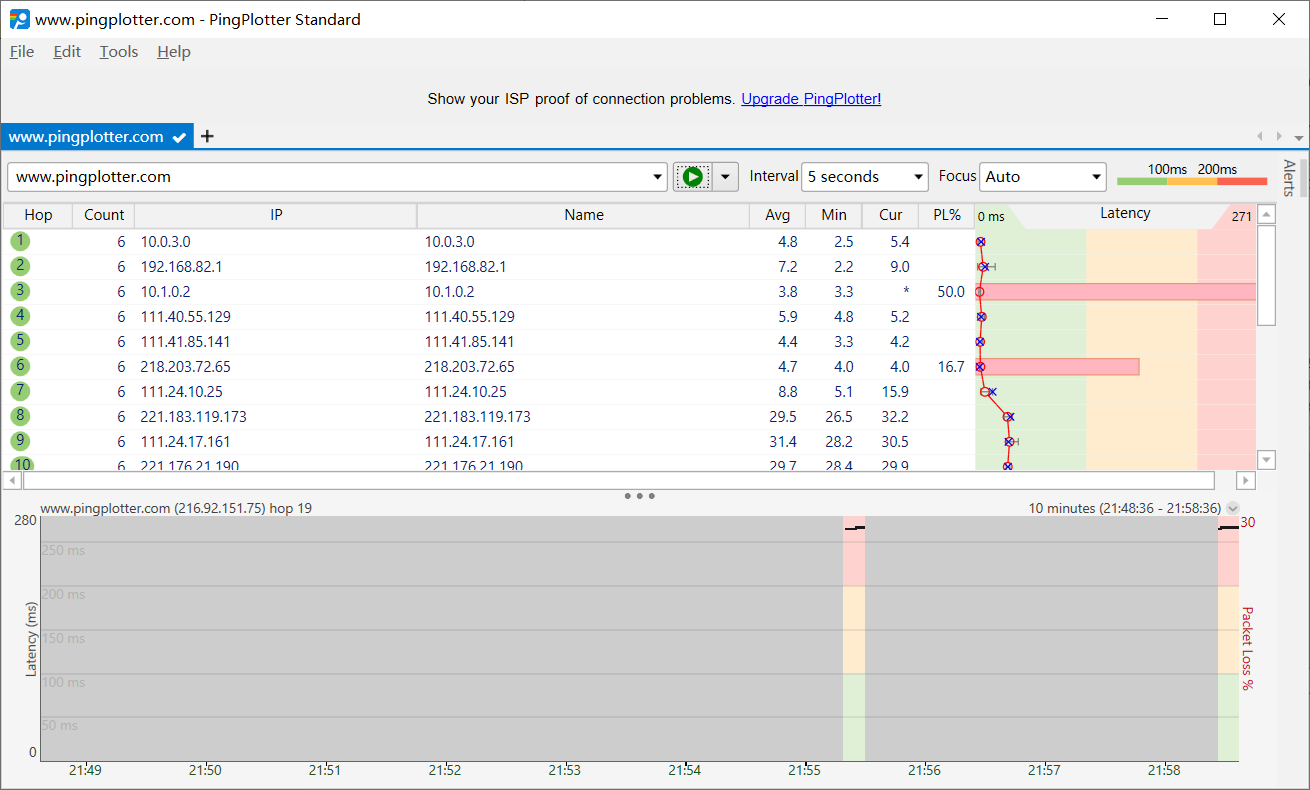 www.pingplotter.com - PingPlotter Standard
File Edit Tools Help
Show your ISP proof of connection problems. Upgrade PingPlotter!
www.pingplotter.com
www.pingplotter.com Interval 5 seconds Focus Auto 100ms 200ms
Alerts
Hop Count IP Name Avg Min Cur PL% 0 ms Latency 271
1 6 10.0.3.0 10.0.3.0 4.8 2.5 5.4
2 6 192.168.82.1 192.168.82.1 7.2 2.2 9.0
3 6 10.1.0.2 10.1.0.2 3.8 3.3 * 50.0
4 6 111.40.55.129 111.40.55.129 5.9 4.8 5.2
5 6 111.41.85.141 111.41.85.141 4.4 3.3 4.2
6 6 218.203.72.65 218.203.72.65 4.7 4.0 4.0 16.7
7 6 111.24.10.25 111.24.10.25 8.8 5.1 15.9
8 6 221.183.119.173 221.183.119.173 29.5 26.5 32.2
9 6 111.24.17.161 111.24.17.161 31.4 28.2 30.5
10 6 221.176.21.190 221.176.21.190 29.7 28.4 29.9
www.pingplotter.com (216.92.151.75) hop 19 10 minutes (21:48:36 - 21:58:36)
280 30
250 ms
200 ms
150 ms
100 ms
50 ms
0
Latency (ms)
Packet Loss %
21:49 21:50 21:51 21:52 21:53 21:54 21:55 21:56 21:57 21:58